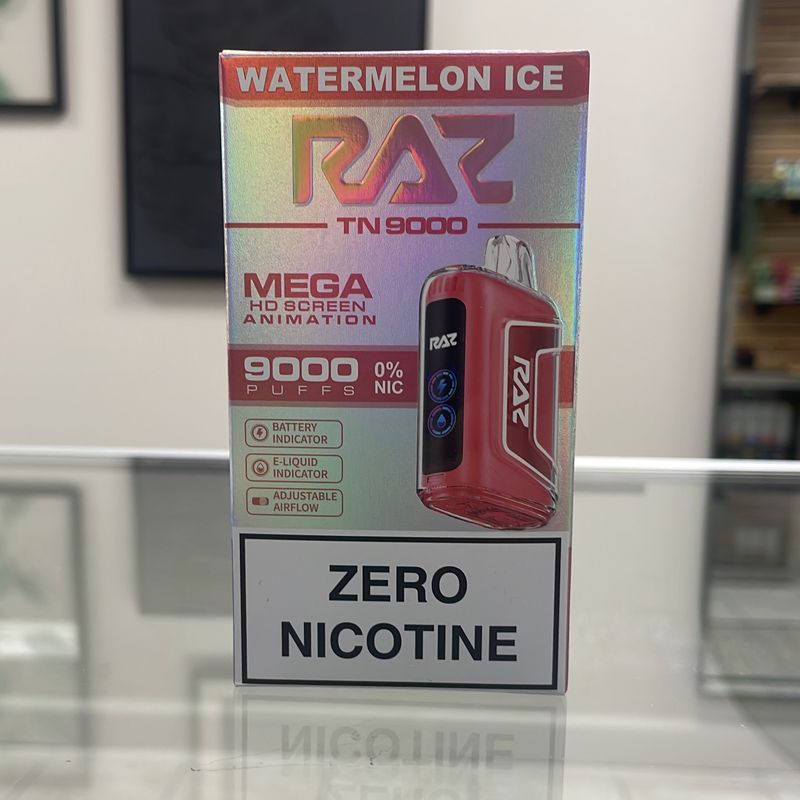 WATERMELON ICE
RAZ
TN 9000
MEGA
HD SCREEN
ANIMATION
9000
PUFFS
0%
NIC
RAZ
RAZ
BATTERY
INDICATOR
E-LIQUID
INDICATOR
ADJUSTABLE
AIRFLOW
ZERO
NICOTINE